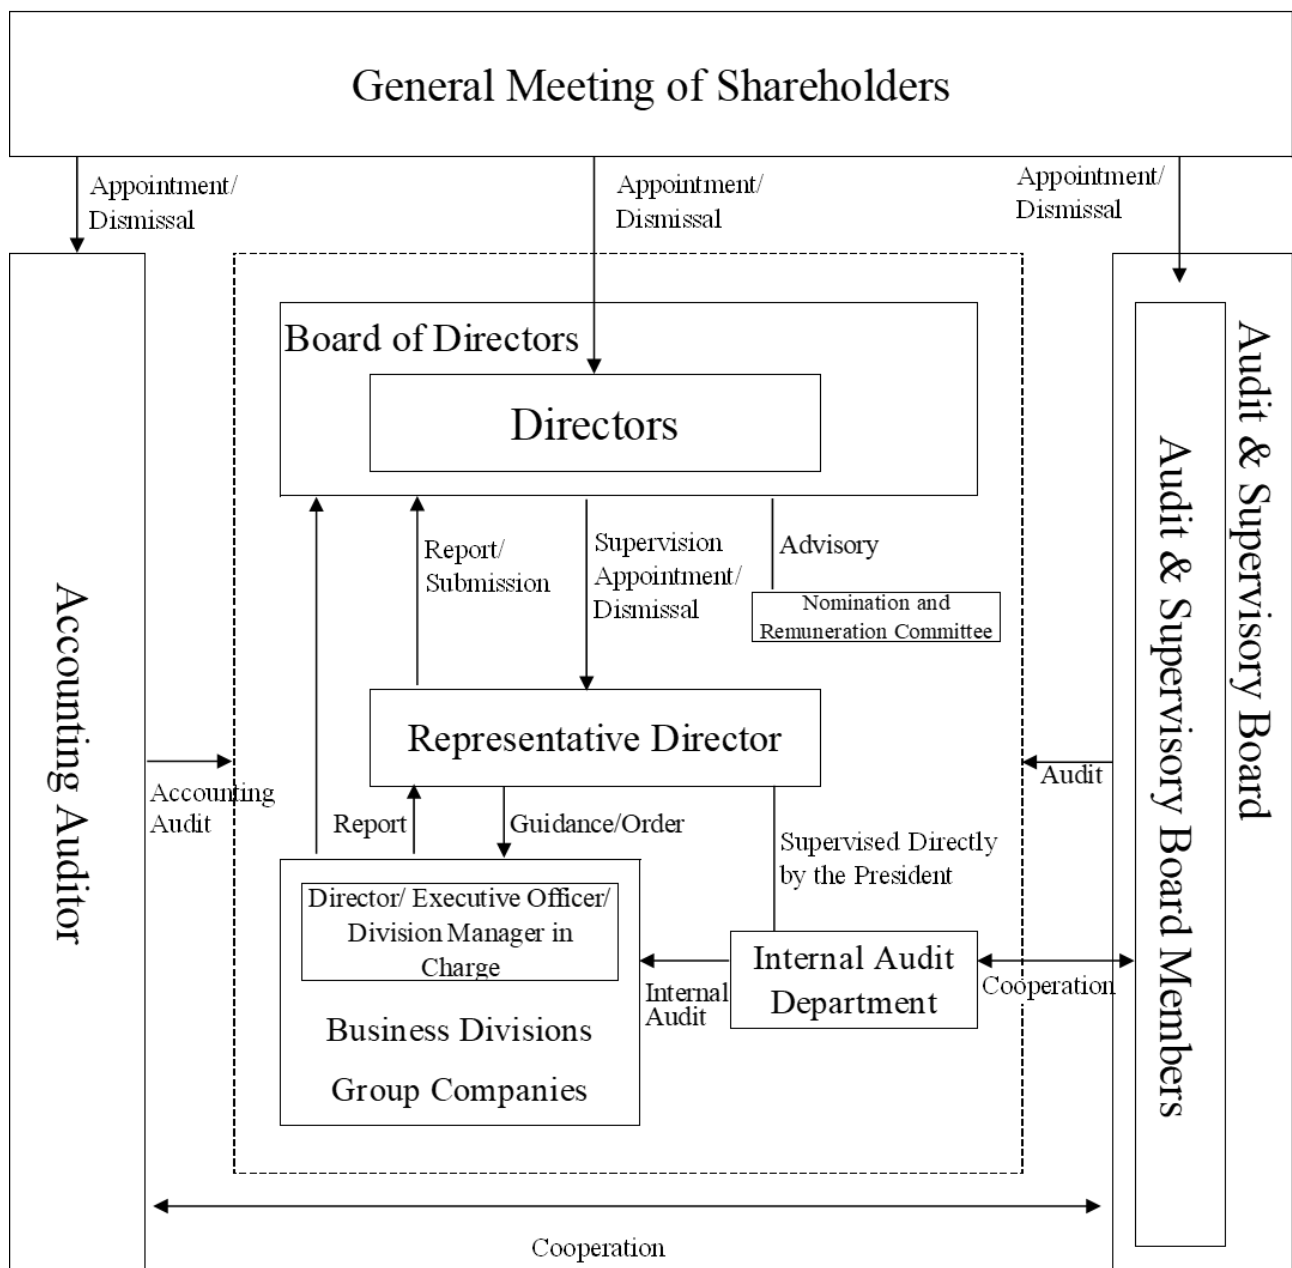 General Meeting of Shareholders
Appointment/
Dismissal
Appointment/
Dismissal
Appointment/
Dismissal
Board of Directors
Directors
Report/
Submission
Supervision
Appointment/
Dismissal
Advisory
Nomination and
Remuneration Committee
Accounting Auditor
Representative Director
Audit & Supervisory Board Members
Audit & Supervisory Board
Accounting
Audit
Audit
Report
Guidance/Order
Supervised Directly
by the President
Director/ Executive Officer/
Division Manager in
Charge
Business Divisions
Group Companies
Internal
Audit
Internal Audit
Department
Cooperation
Cooperation